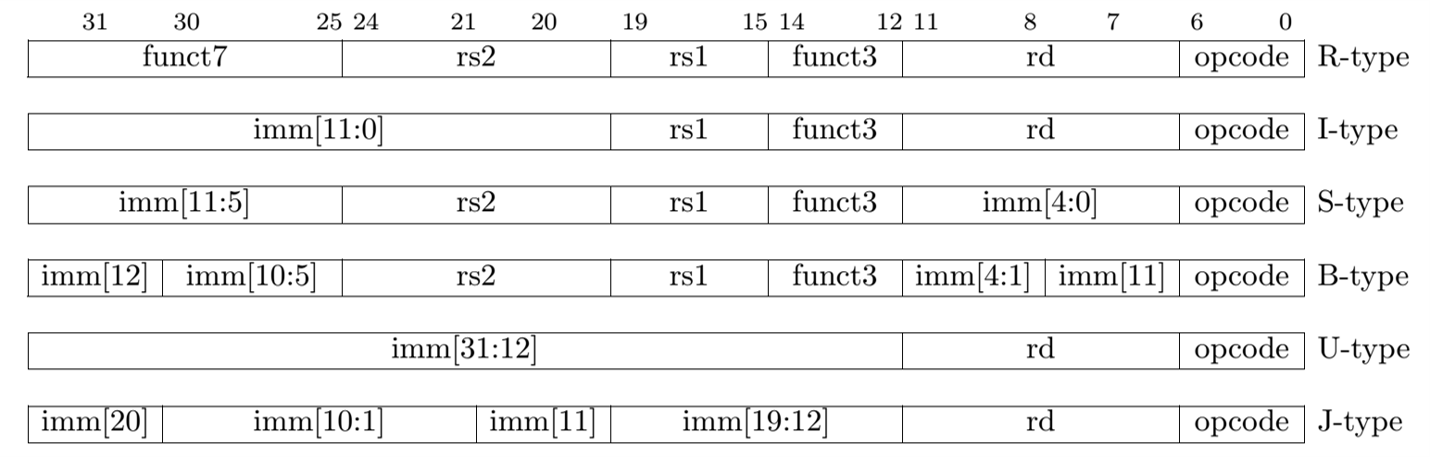 31 30 25 24 21 20 19 15 14 12 11 8 7 6 0
funct7 rs2 rs1 funct3 rd opcode R-type
imm[11:0] rs1 funct3 rd opcode I-type
imm[11:5] rs2 rs1 funct3 imm[4:0] opcode S-type
imm[12] imm[10:5] rs2 rs1 funct3 imm[4:1] imm[11] opcode B-type
imm[31:12] rd opcode U-type
imm[20] imm[10:1] imm[11] imm[19:12] rd opcode J-type